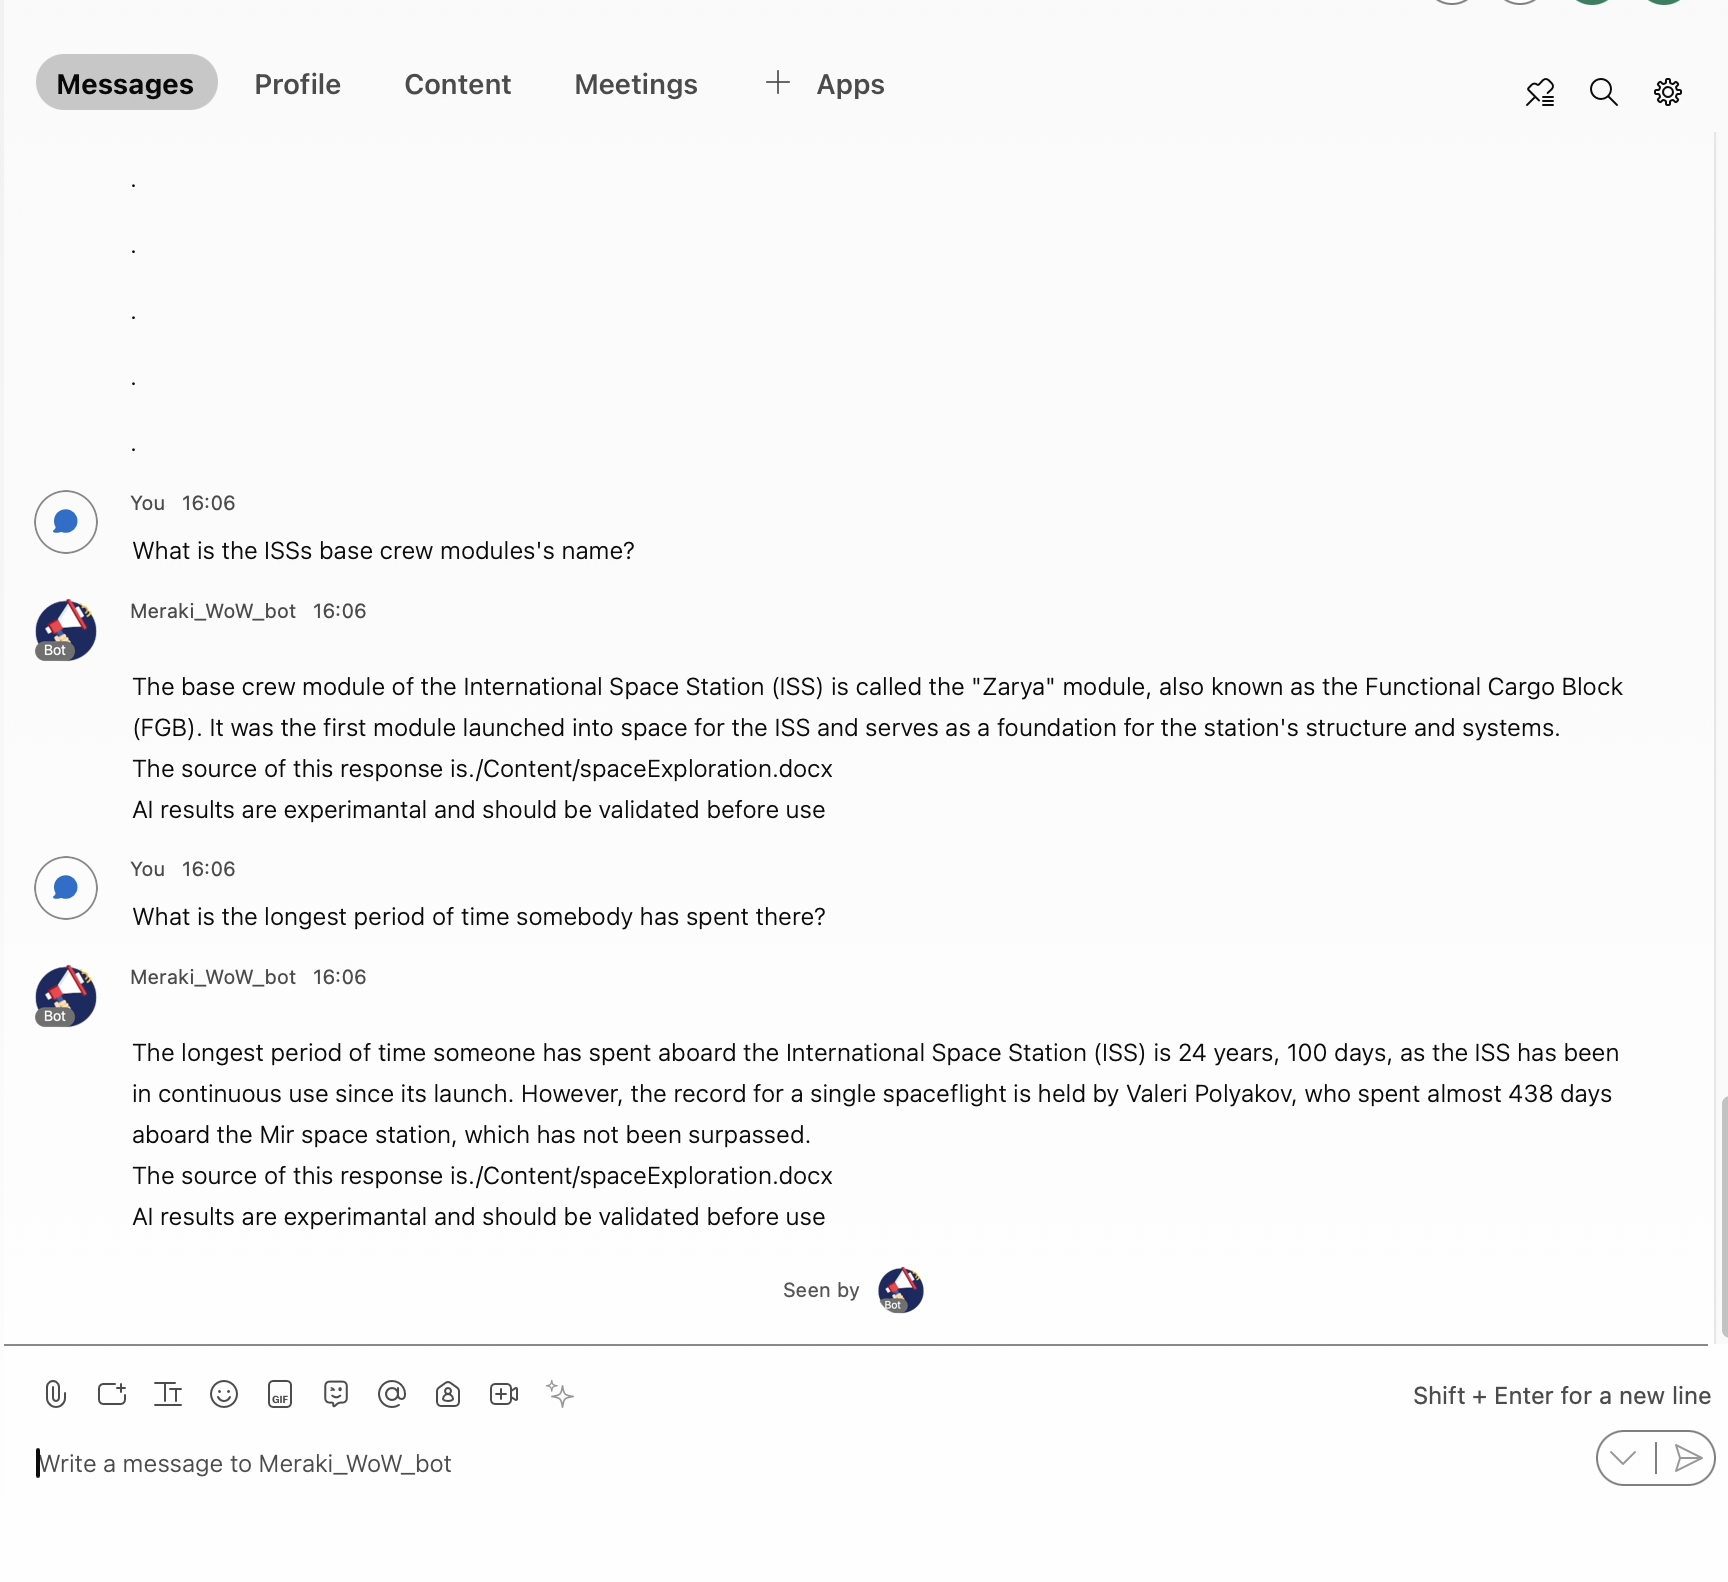 Messages Profile Content Meetings + Apps
.
.
.
.
.
You 16:06
What is the ISSs base crew modules's name?
Meraki_WoW_bot 16:06
Bot
The base crew module of the International Space Station (ISS) is called the "Zarya" module, also known as the Functional Cargo Block
(FGB). It was the first module launched into space for the ISS and serves as a foundation for the station's structure and systems.
The source of this response is./Content/spaceExploration.docx
AI results are experimantal and should be validated before use
You 16:06
What is the longest period of time somebody has spent there?
Meraki_WoW_bot 16:06
Bot
The longest period of time someone has spent aboard the International Space Station (ISS) is 24 years, 100 days, as the ISS has been
in continuous use since its launch. However, the record for a single spaceflight is held by Valeri Polyakov, who spent almost 438 days
aboard the Mir space station, which has not been surpassed.
The source of this response is./Content/spaceExploration.docx
AI results are experimantal and should be validated before use
Seen by Bot
GIF
Shift + Enter for a new line
Write a message to Meraki_WoW_bot